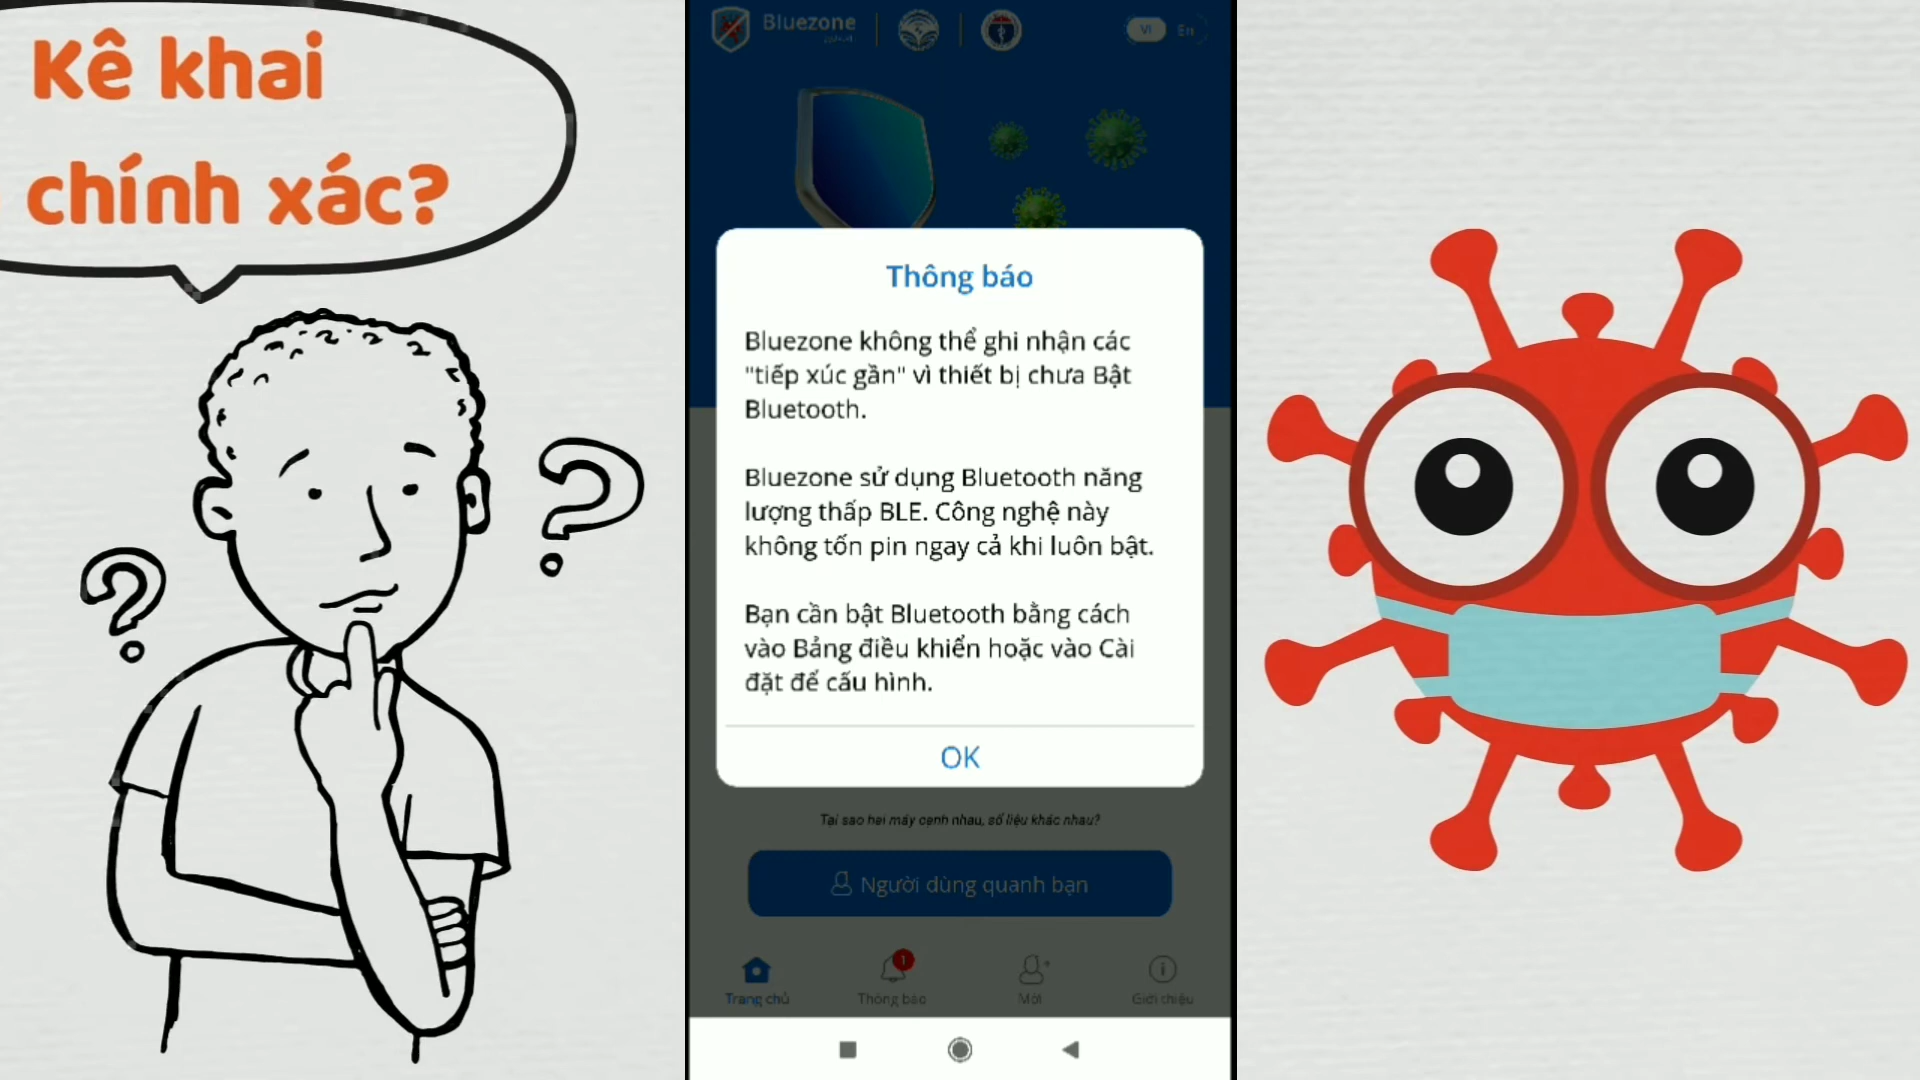 Kê khai
chính xác?
Bluezone
VI
En
Thông báo
Bluezone không thể ghi nhận các
"tiếp xúc gần" vì thiết bị chưa Bật
Bluetooth.
Bluezone sử dụng Bluetooth năng
lượng thấp BLE. Công nghệ này
không tốn pin ngay cả khi luôn bật.
Bạn cần bật Bluetooth bằng cách
vào Bảng điều khiển hoặc vào Cài
đặt để cấu hình.
OK
Tại sao hai máy cạnh nhau, số liệu khác nhau?
Người dùng quanh bạn
1
Trang chủ
Thông báo
Mời
Giới thiệu